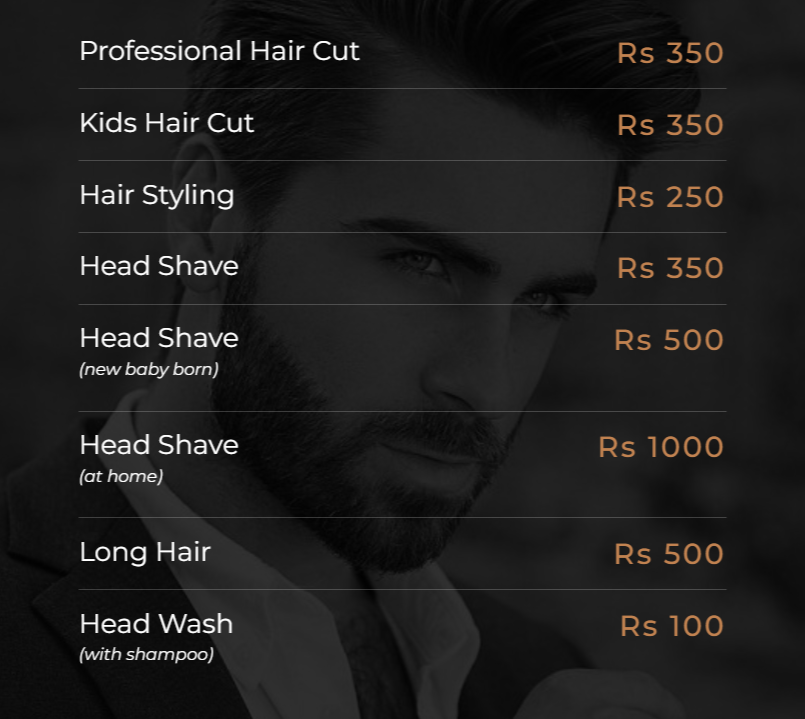 Professional Hair Cut Rs 350
Kids Hair Cut Rs 350
Hair Styling Rs 250
Head Shave Rs 350
Head Shave Rs 500
(new baby born)
Head Shave Rs 1000
(at home)
Long Hair Rs 500
Head Wash Rs 100
(with shampoo)